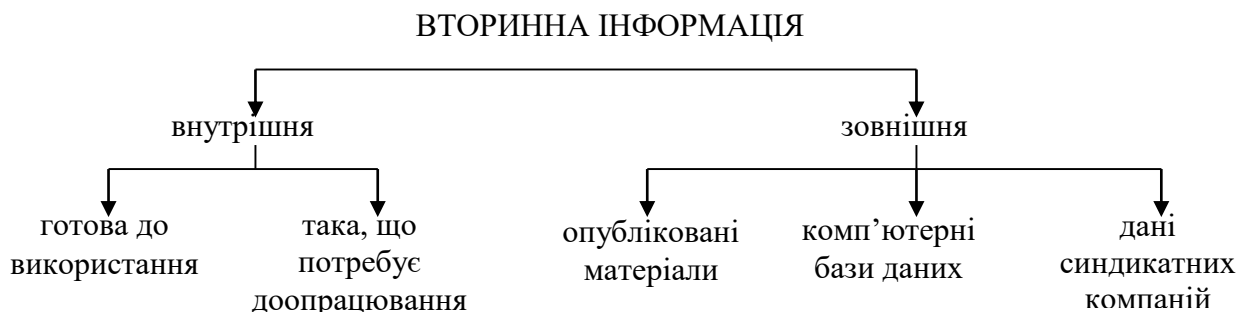 ВТОРИННА ІНФОРМАЦІЯ
внутрішня
зовнішня
готова до
використання
така, що
потребує
доопрацювання
опубліковані
матеріали
комп’ютерні
бази даних
дані
синдикатних
компаній